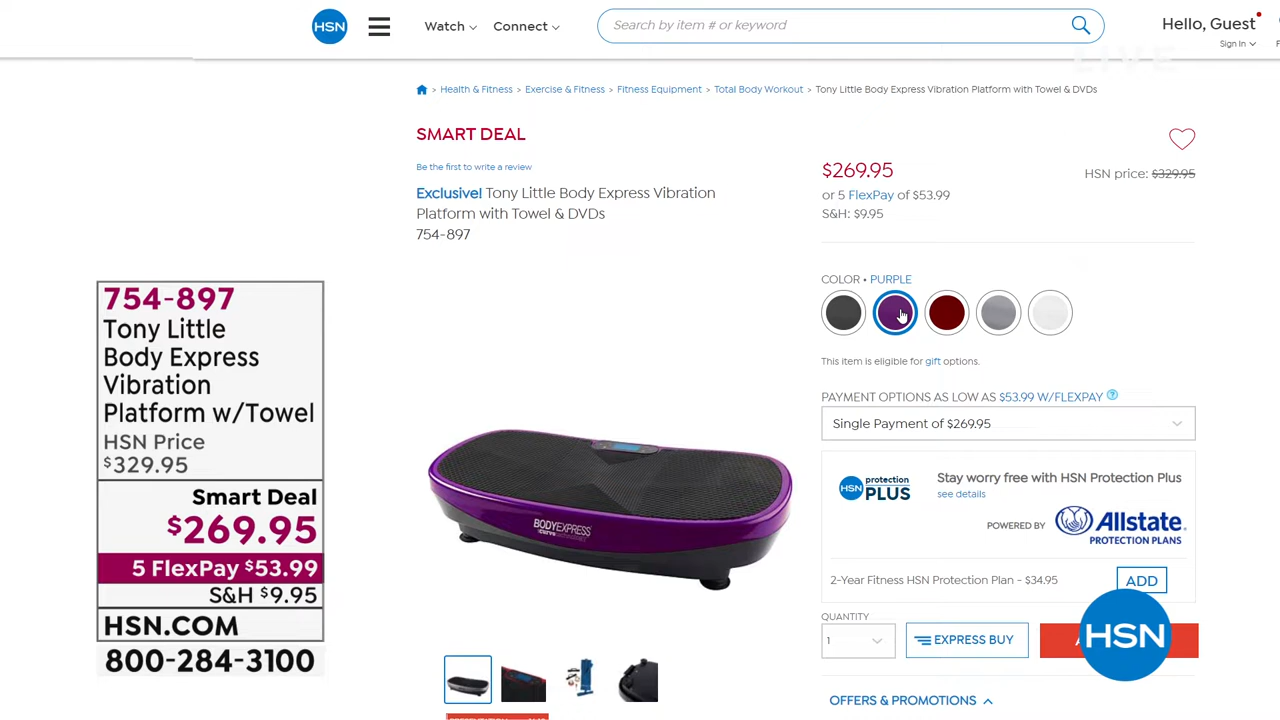 HSN
Watch
Connect
Search by item # or keyword
Hello, Guest
Sign In
LIVE
Health & Fitness > Exercise & Fitness > Fitness Equipment > Total Body Workout > Tony Little Body Express Vibration Platform with Towel & DVDs
SMART DEAL
Be the first to write a review
Exclusive! Tony Little Body Express Vibration
Platform with Towel & DVDs
754-897
$269.95
HSN price: $329.95
or 5 FlexPay of $53.99
S&H: $9.95
COLOR • PURPLE
This item is eligible for gift options.
PAYMENT OPTIONS AS LOW AS $53.99 W/FLEXPAY ?
Single Payment of $269.95
HSN protection PLUS
Stay worry free with HSN Protection Plus
see details
POWERED BY
Allstate
PROTECTION PLANS
2-Year Fitness HSN Protection Plan - $34.95
ADD
QUANTITY
1
EXPRESS BUY
HSN
OFFERS & PROMOTIONS
BODYEXPRESS
754-897
Tony Little
Body Express
Vibration
Platform w/Towel
HSN Price
$329.95
Smart Deal
$269.95
5 FlexPay $53.99
S&H $9.95
HSN.COM
800-284-3100